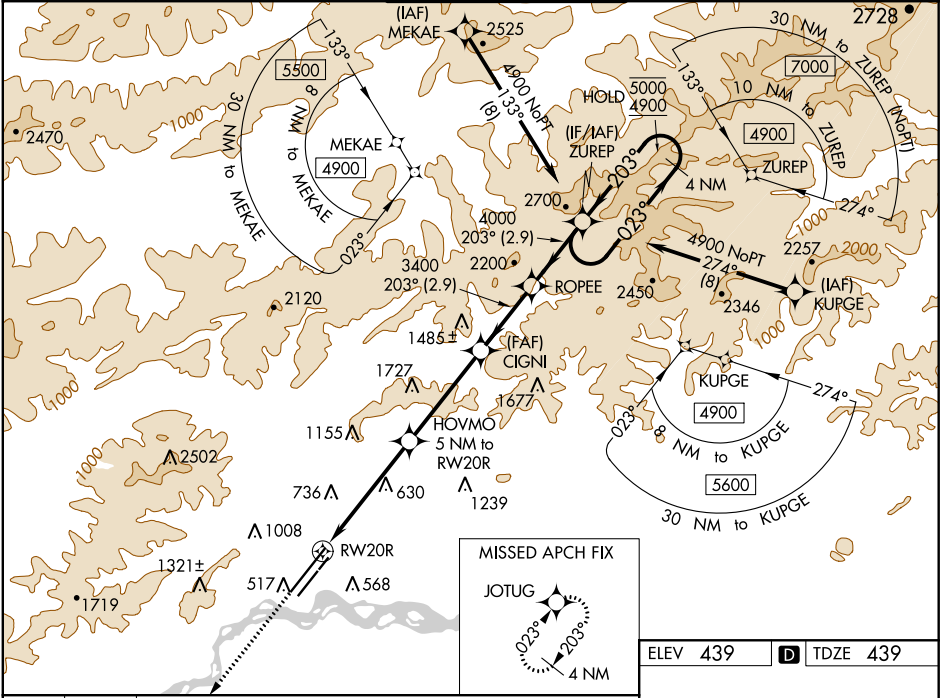 (IAF)
MEKAE
2525
2728
30 NM to ZUREP (NoPT)
7000
133°
10 NM to ZUREP
4900
ZUREP
274°
133°
5500
30 NM to MEKAE
8 NM to MEKAE
4900
MEKAE
023°
1000
2470
4900 NoPT
133°
(8)
HOLD
5000
4900
(IF/IAF)
ZUREP
203°
023°
4 NM
2700
4000
203° (2.9)
2200
ROPEE
3400
203° (2.9)
4900 NoPT
274°
(8)
2257
2000
1000
2450
2346
(IAF)
KUPGE
1000
2120
1485±
(FAF)
CIGNI
1727
1677
KUPGE
274°
023°
4900
8 NM to KUPGE
5600
30 NM to KUPGE
1000
1155
HOVMO
5 NM to
RW20R
1000
2502
736
630
1239
1008
RW20R
1321±
517
568
1719
MISSED APCH FIX
JOTUG
023°
203°
4 NM
ELEV 439
D
TDZE 439